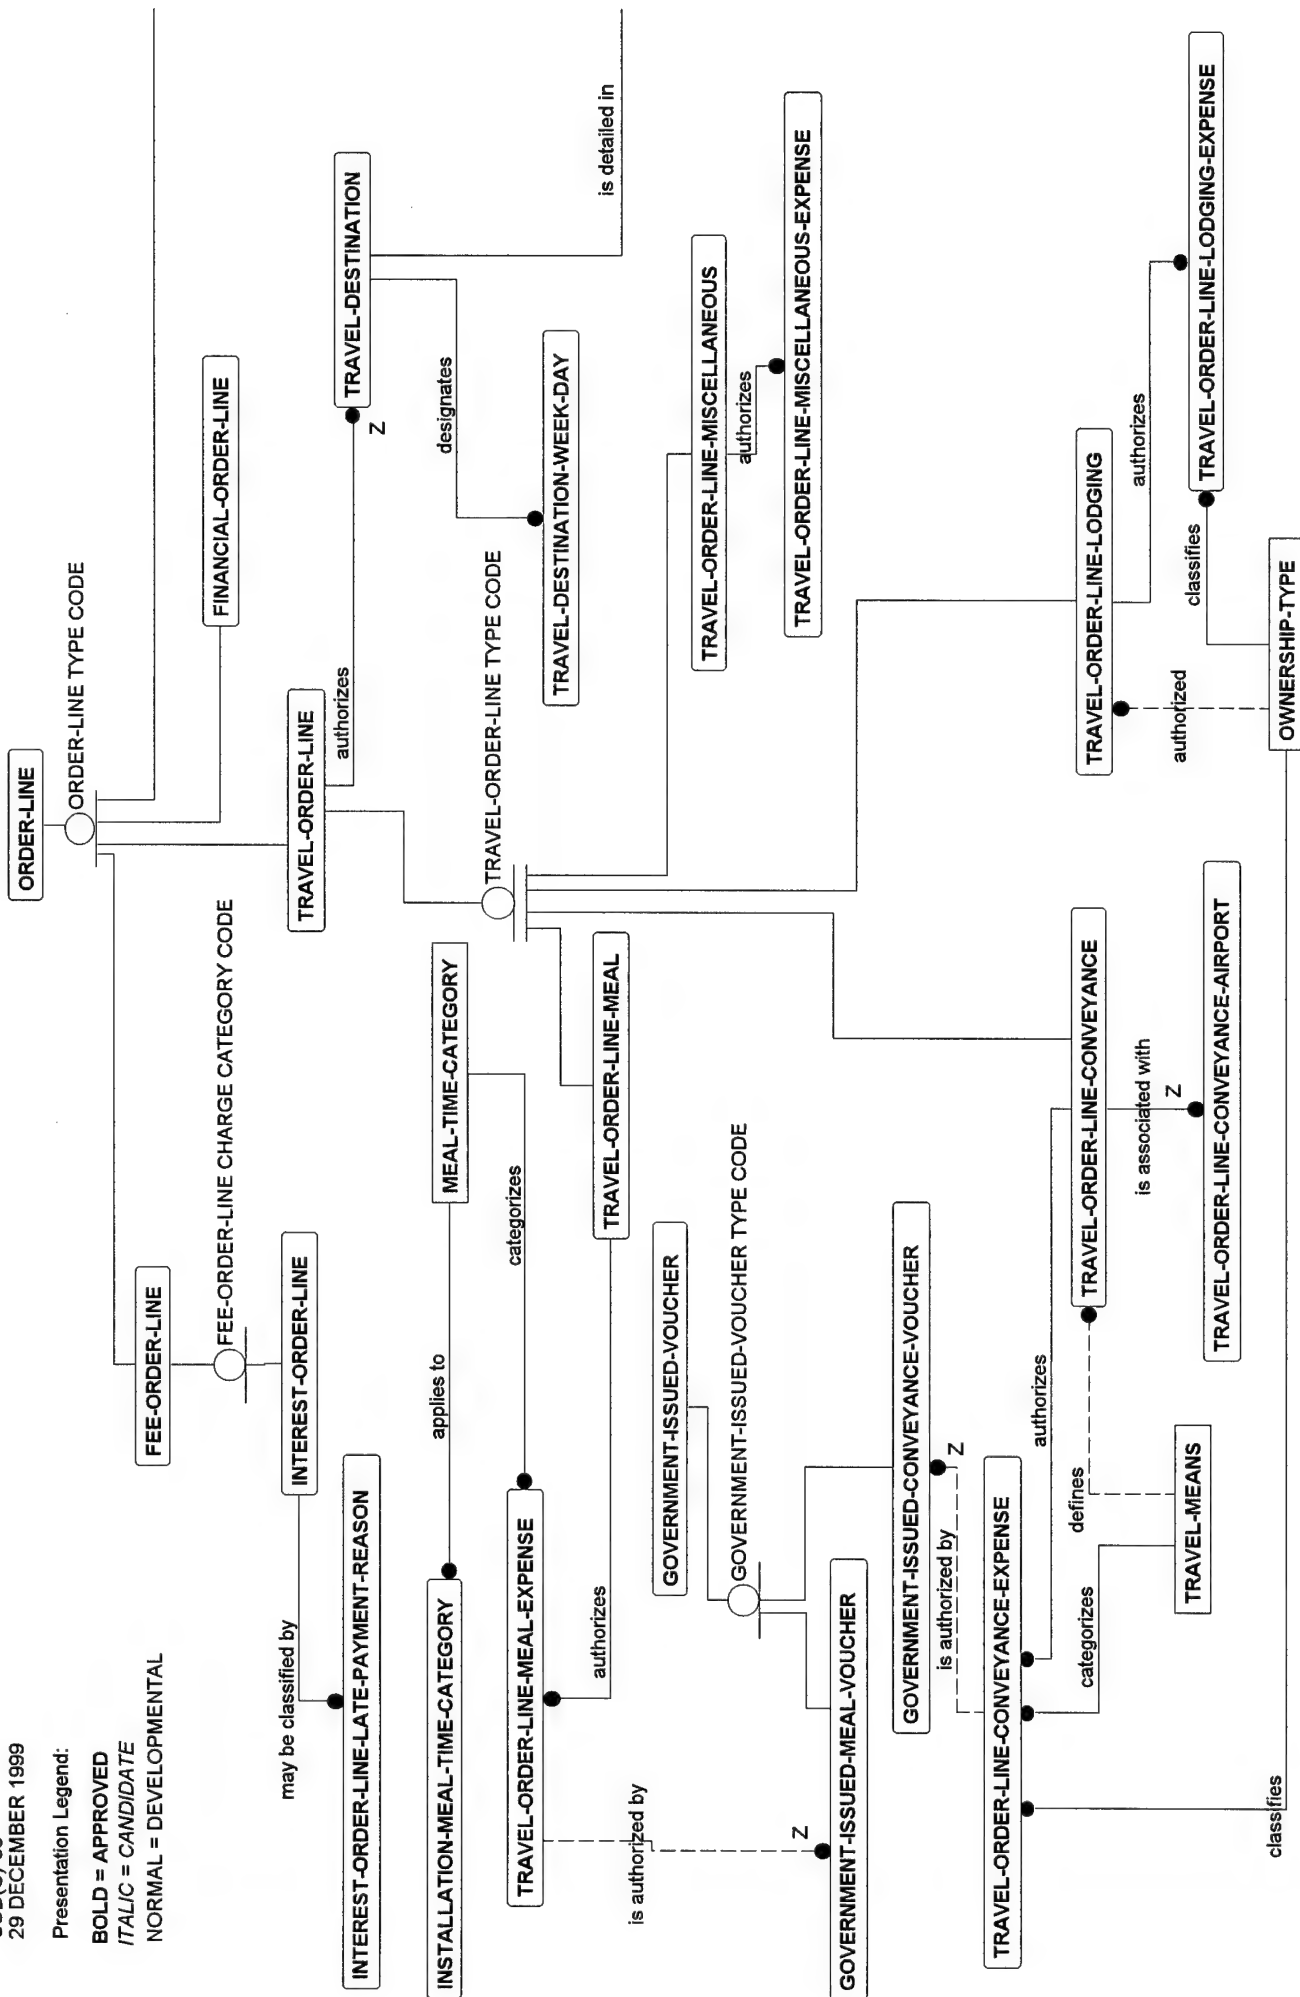 29 DECEMBER 1999
Presentation Legend:
BOLD = APPROVED
ITALIC = CANDIDATE
NORMAL = DEVELOPMENTAL
ORDER-LINE
ORDER-LINE TYPE CODE
FEE-ORDER-LINE
FEE-ORDER-LINE CHARGE CATEGORY CODE
FINANCIAL-ORDER-LINE
INTEREST-ORDER-LINE
TRAVEL-ORDER-LINE
may be classified by
authorizes
TRAVEL-DESTINATION
Z
INTEREST-ORDER-LINE-LATE-PAYMENT-REASON
applies to
MEAL-TIME-CATEGORY
designates
INSTALLATION-MEAL-TIME-CATEGORY
categorizes
TRAVEL-ORDER-LINE TYPE CODE
TRAVEL-DESTINATION-WEEK-DAY
is detailed in
TRAVEL-ORDER-LINE-MEAL-EXPENSE
authorizes
TRAVEL-ORDER-LINE-MEAL
is authorized by
GOVERNMENT-ISSUED-VOUCHER
GOVERNMENT-ISSUED-VOUCHER TYPE CODE
TRAVEL-ORDER-LINE-MISCELLANEOUS
authorizes
TRAVEL-ORDER-LINE-MISCELLANEOUS-EXPENSE
Z
GOVERNMENT-ISSUED-MEAL-VOUCHER
GOVERNMENT-ISSUED-CONVEYANCE-VOUCHER
is authorized by
Z
TRAVEL-ORDER-LINE-CONVEYANCE-EXPENSE
authorizes
defines
TRAVEL-ORDER-LINE-CONVEYANCE
TRAVEL-ORDER-LINE-LODGING
categorizes
is associated with
Z
authorizes
authorized
classifies
TRAVEL-MEANS
TRAVEL-ORDER-LINE-CONVEYANCE-AIRPORT
TRAVEL-ORDER-LINE-LODGING-EXPENSE
classifies
OWNERSHIP-TYPE